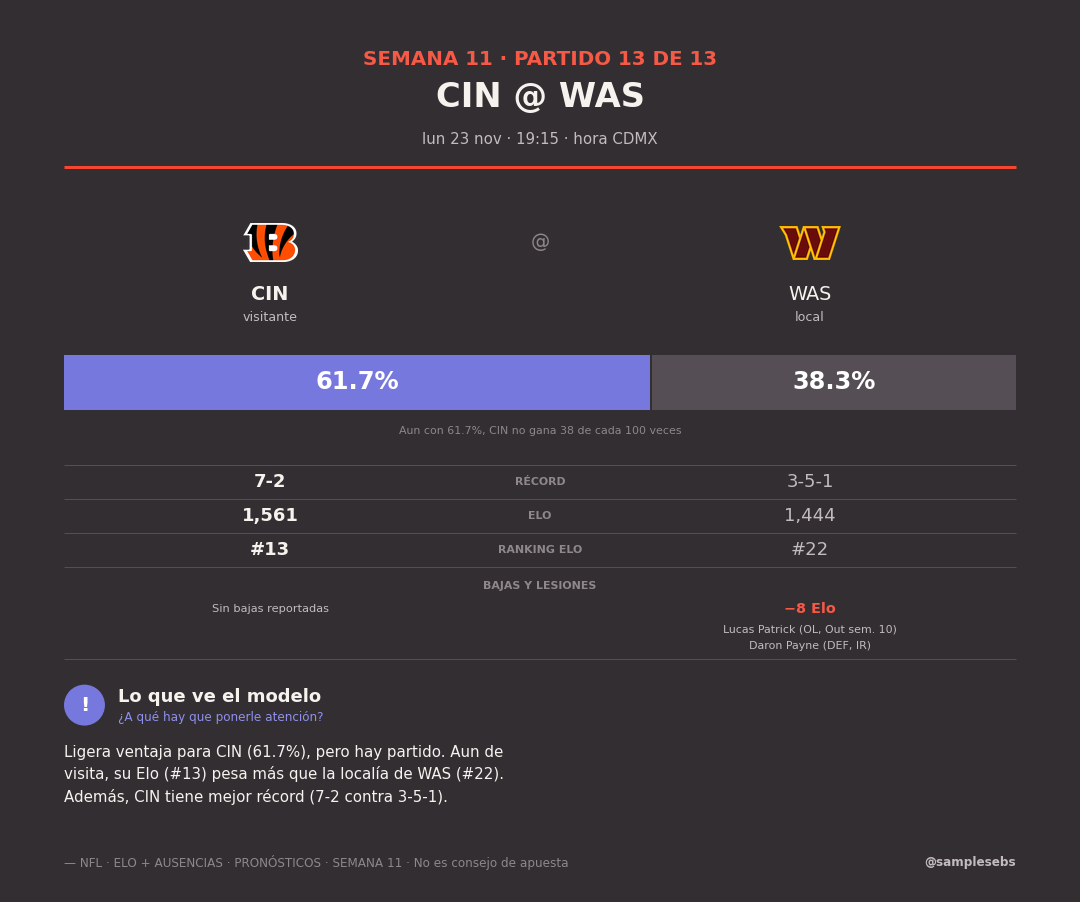 SEMANA 11 · PARTIDO 13 DE 13
CIN @ WAS
lun 23 nov · 19:15 · hora CDMX
@
CIN
visitante
WAS
local
61.7%
38.3%
Aun con 61.7%, CIN no gana 38 de cada 100 veces
7-2 RÉCORD 3-5-1
1,561 ELO 1,444
#13 RANKING ELO #22
BAJAS Y LESIONES
Sin bajas reportadas
−8 Elo
Lucas Patrick (OL, Out sem. 10)
Daron Payne (DEF, IR)
!
Lo que ve el modelo
¿A qué hay que ponerle atención?
Ligera ventaja para CIN (61.7%), pero hay partido. Aun de
visita, su Elo (#13) pesa más que la localía de WAS (#22).
Además, CIN tiene mejor récord (7-2 contra 3-5-1).
— NFL · ELO + AUSENCIAS · PRONÓSTICOS · SEMANA 11 · No es consejo de apuesta
@samplesebs